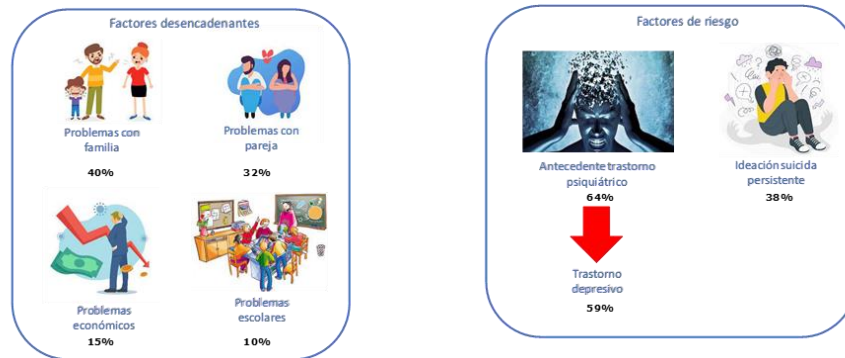 Factores desencadenantes
Problemas con
familia
40%
Problemas con
pareja
32%
Problemas
económicos
15%
Problemas
escolares
10%
Factores de riesgo
Antecedente trastorno
psiquiátrico
64%
Ideación suicida
persistente
38%
Trastorno
depresivo
59%